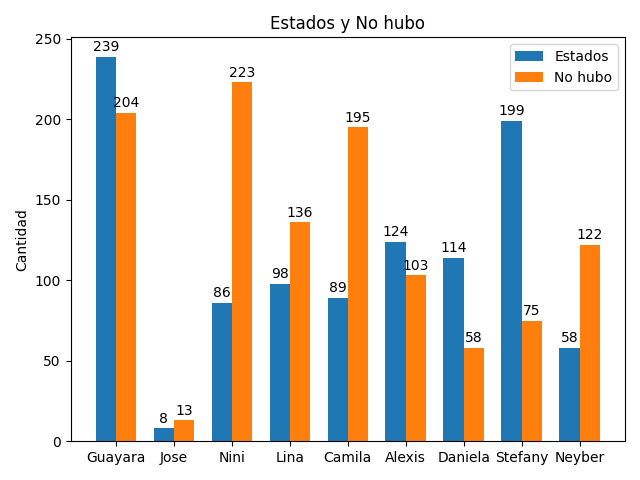 Estados y No hubo
Estados
No hubo
Cantidad
250
200
150
100
50
0
239
204
8
13
86
223
98
136
89
195
124
103
114
58
199
75
58
122
Guayara
Jose
Nini
Lina
Camila
Alexis
Daniela
Stefany
Neyber